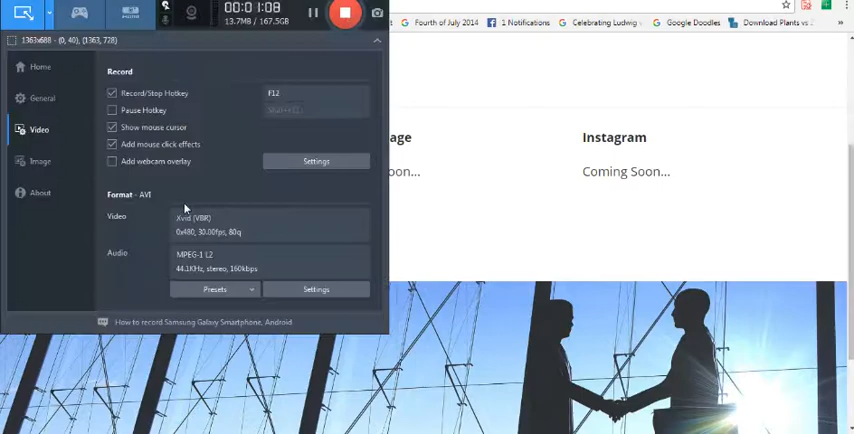 00:01:08
13.7MB / 167.5GB
1363x688 - (0, 40), (1363, 728)
Home
General
Video
Image
About
Record
Record/Stop Hotkey
F12
Pause Hotkey
Show mouse cursor
Add mouse click effects
Add webcam overlay
Settings
Format - AVI
Video
Xvid (VBR)
0x480, 30.00fps, 80q
Audio
MPEG-1 L2
44.1KHz, stereo, 160kbps
Presets
Settings
How to record Samsung Galaxy Smartphone, Android
Fourth of July 2014
1 Notifications
Celebrating Ludwig
Google Doodles
Download Plants vs
age
oon...
Instagram
Coming Soon...